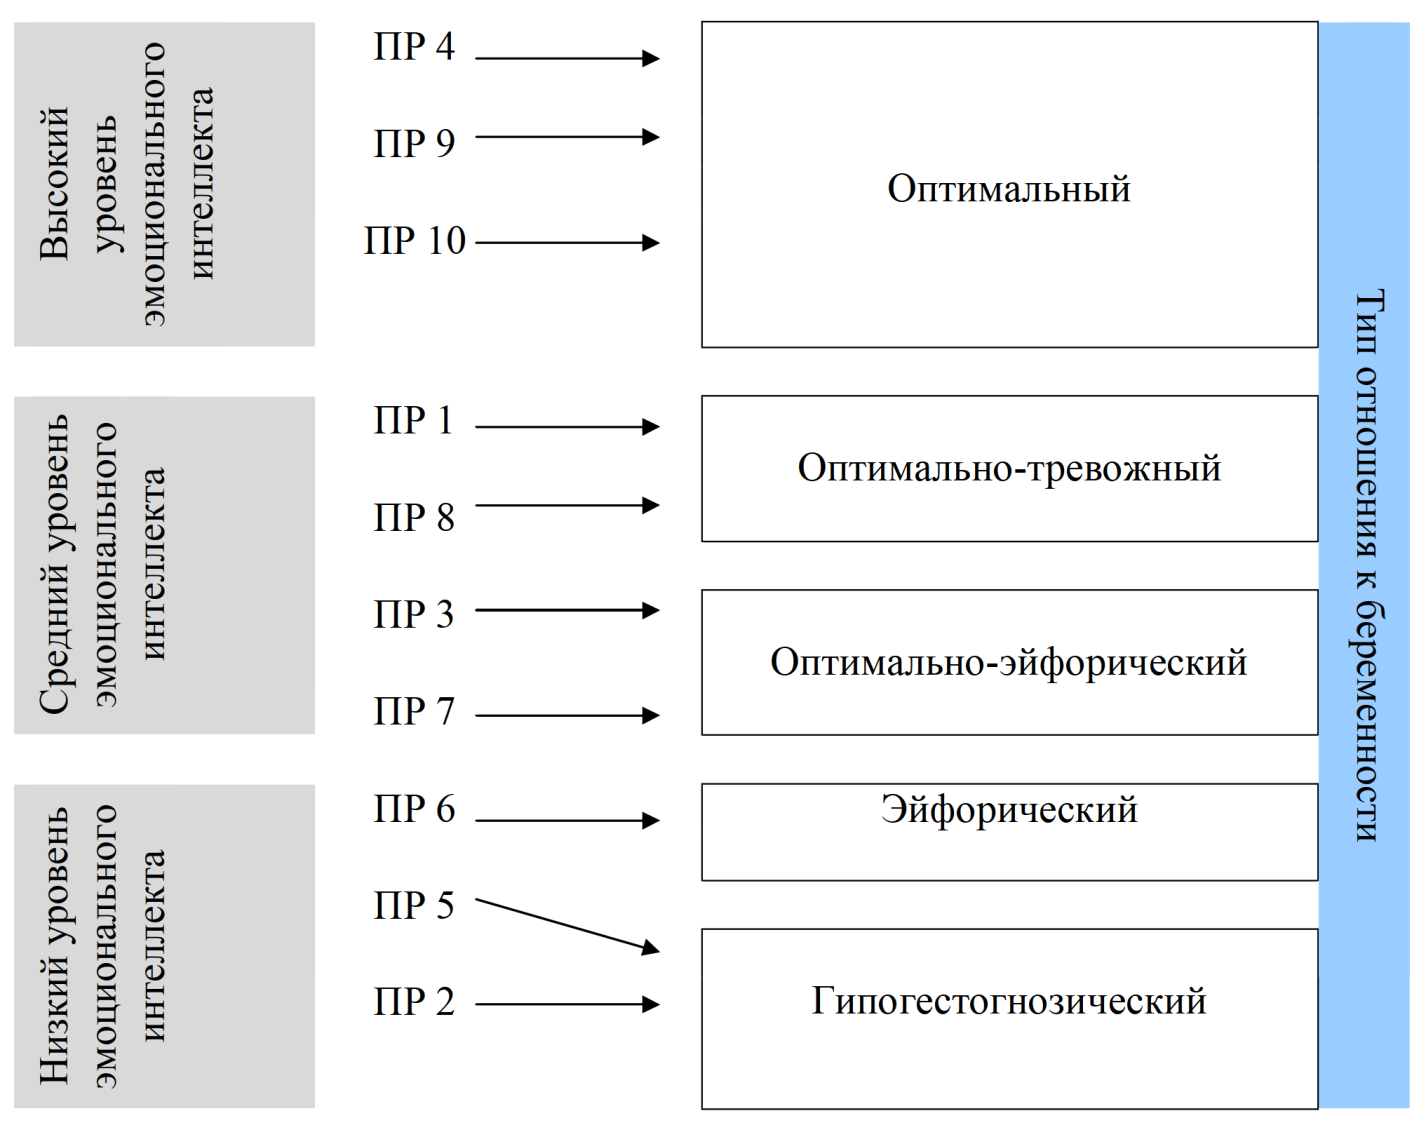 Высокий
уровень
эмоционального
интеллекта
ПР 4
ПР 9
ПР 10
Оптимальный
Средний уровень
эмоционального
интеллекта
ПР 1
ПР 8
Оптимально-тревожный
ПР 3
ПР 7
Оптимально-эйфорический
Низкий уровень
эмоционального
интеллекта
ПР 6
Эйфорический
ПР 5
ПР 2
Гипогестогнозический
Тип отношения к беременности